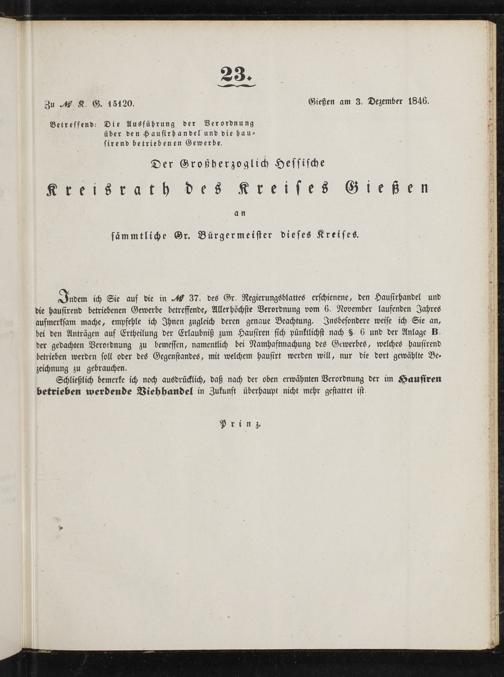 23.
Zu № K. G. 15120.
Gießen am 3. Dezember 1846.
Betreffend: Die Ausführung der Verordnung
über den Hausirhandel und die hau-
sirend betriebenen Gewerbe.
Der Großherzoglich Hessische
Kreisrath des Kreises Gießen
an
sämmtliche Gr. Bürgermeister dieses Kreises.
Indem ich Sie auf die in № 37. des Gr. Regierungsblattes erschienene, den Hausirhandel und
die hausirend betriebenen Gewerbe betreffende, Allerhöchste Verordnung vom 6. November laufenden Jahres
aufmerksam mache, empfehle ich Ihnen zugleich deren genaue Beachtung. Insbesondere weise ich Sie an,
bei den Anträgen auf Ertheilung der Erlaubniß zum Hausiren sich pünktlichst nach § 6 und der Anlage B.
der gedachten Verordnung zu bemessen, namentlich bei Namhaftmachung des Gewerbes, welches hausirend
betrieben werden soll oder des Gegenstandes, mit welchem hausirt werden will, nur die dort gewählte Be-
zeichnung zu gebrauchen.
Schließlich bemerke ich noch ausdrücklich, daß nach der oben erwähnten Verordnung der im Hausiren
betrieben werdende Viehhandel in Zukunft überhaupt nicht mehr gestattet ist.
Prinz.